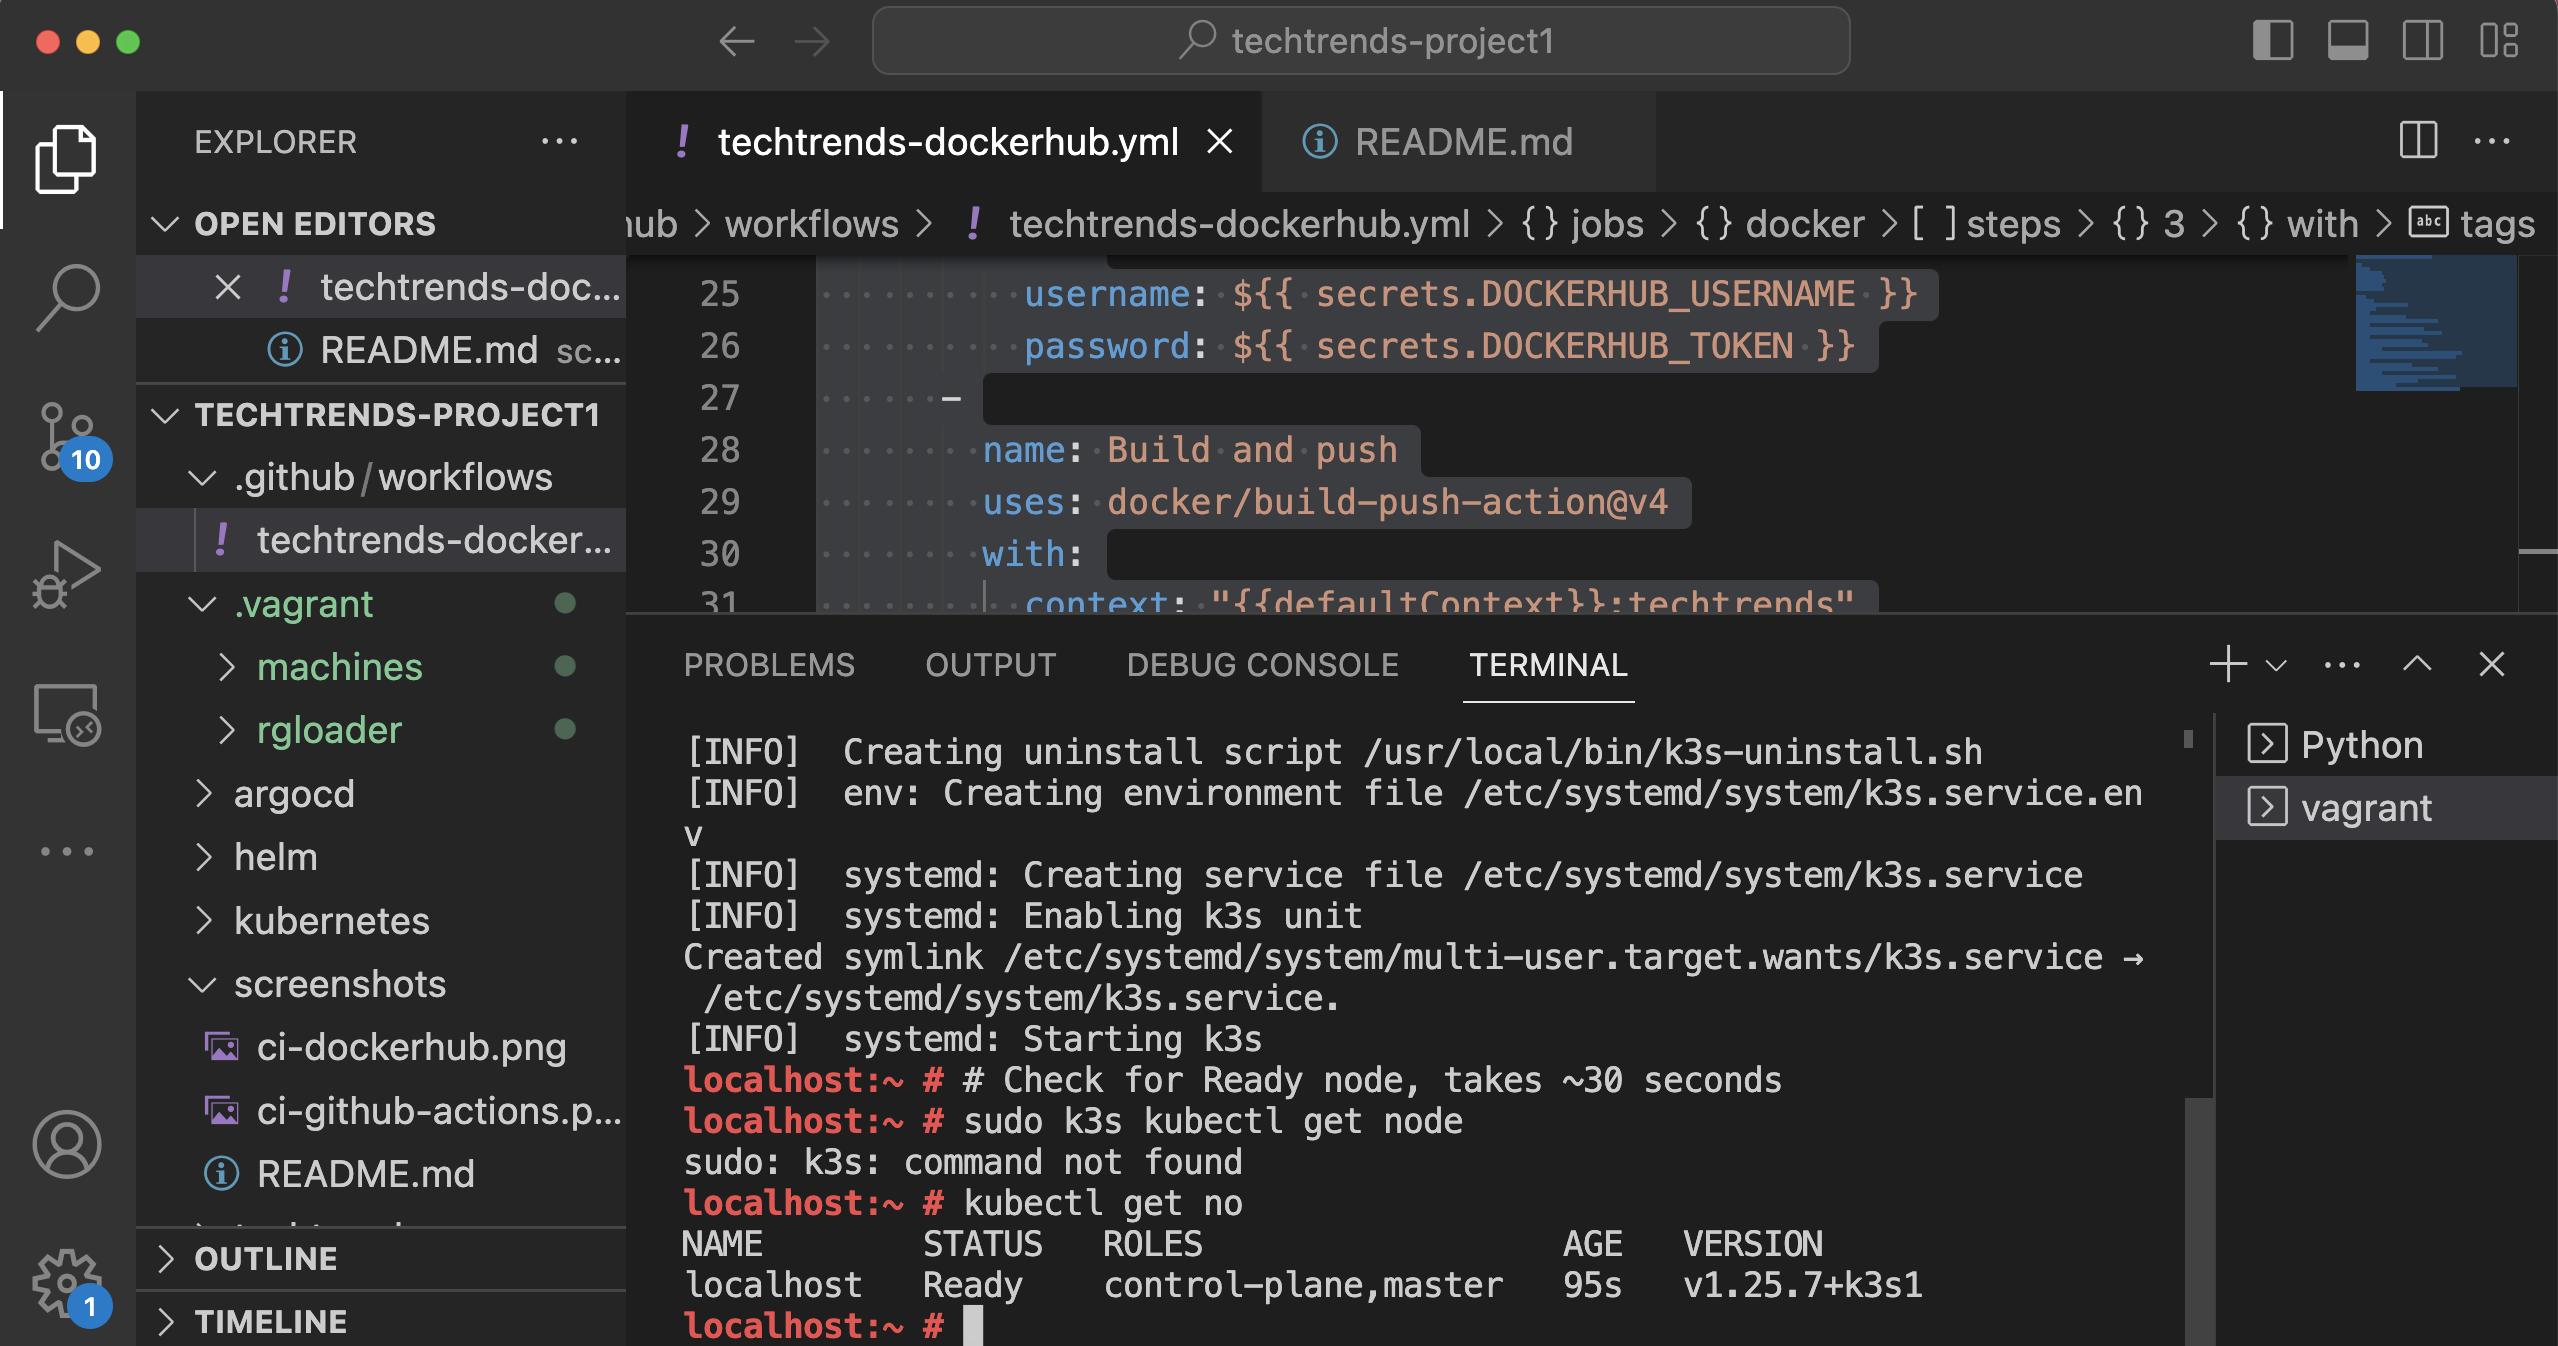 techtrends-project1
EXPLORER
OPEN EDITORS
techtrends-doc...
README.md sc...
TECHTRENDS-PROJECT1
.github/workflows
techtrends-docker...
.vagrant
machines
rgloader
argocd
helm
kubernetes
screenshots
ci-dockerhub.png
ci-github-actions.p...
README.md
OUTLINE
TIMELINE
10
1
! techtrends-dockerhub.yml
README.md
hub > workflows > ! techtrends-dockerhub.yml > {} jobs > {} docker > [ ] steps > {} 3 > {} with > abc tags
25 username: ${{ secrets.DOCKERHUB_USERNAME }}
26 password: ${{ secrets.DOCKERHUB_TOKEN }}
27 -
28 name: Build and push
29 uses: docker/build-push-action@v4
30 with:
31 context: "{{defaultContext}}:techtrends"
PROBLEMS OUTPUT DEBUG CONSOLE TERMINAL
[INFO]  Creating uninstall script /usr/local/bin/k3s-uninstall.sh
[INFO]  env: Creating environment file /etc/systemd/system/k3s.service.en
v
[INFO]  systemd: Creating service file /etc/systemd/system/k3s.service
[INFO]  systemd: Enabling k3s unit
Created symlink /etc/systemd/system/multi-user.target.wants/k3s.service →
/etc/systemd/system/k3s.service.
[INFO]  systemd: Starting k3s
localhost:~ # # Check for Ready node, takes ~30 seconds
localhost:~ # sudo k3s kubectl get node
sudo: k3s: command not found
localhost:~ # kubectl get no
NAME STATUS ROLES AGE VERSION
localhost Ready control-plane,master 95s v1.25.7+k3s1
localhost:~ #
Python
vagrant